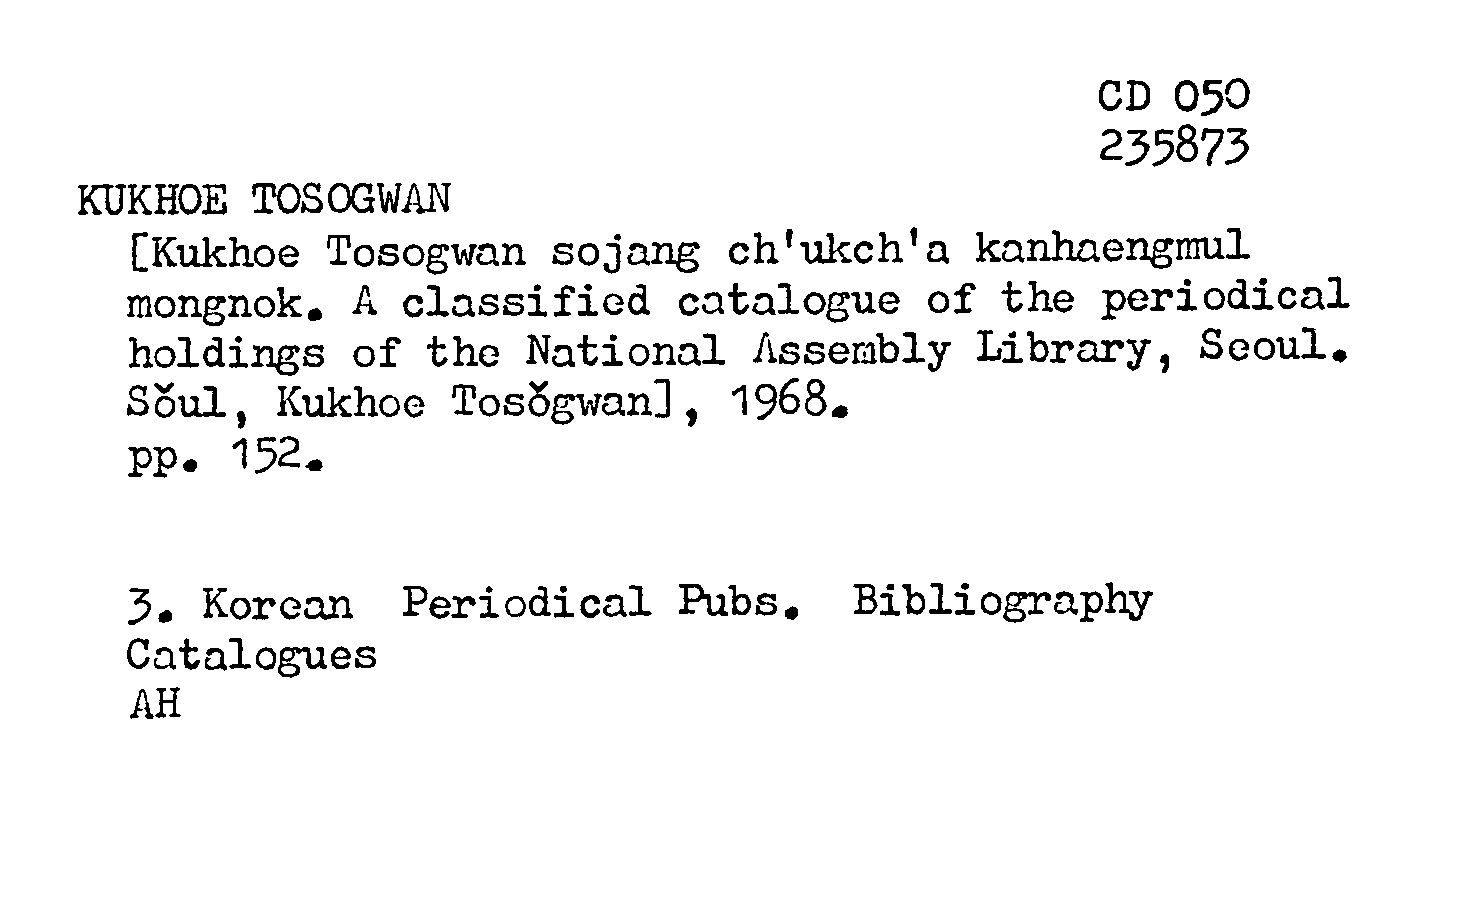 CD 050
235873
KUKHOE TOSOGWAN
[Kukhoe Tosogwan sojang ch'ukch'a kanhaengmul
mongnok. A classified catalogue of the periodical
holdings of the National Assembly Library, Seoul.
Sŏul, Kukhoe Tosŏgwan], 1968.
pp. 152.
3. Korean Periodical Pubs. Bibliography
Catalogues
AH